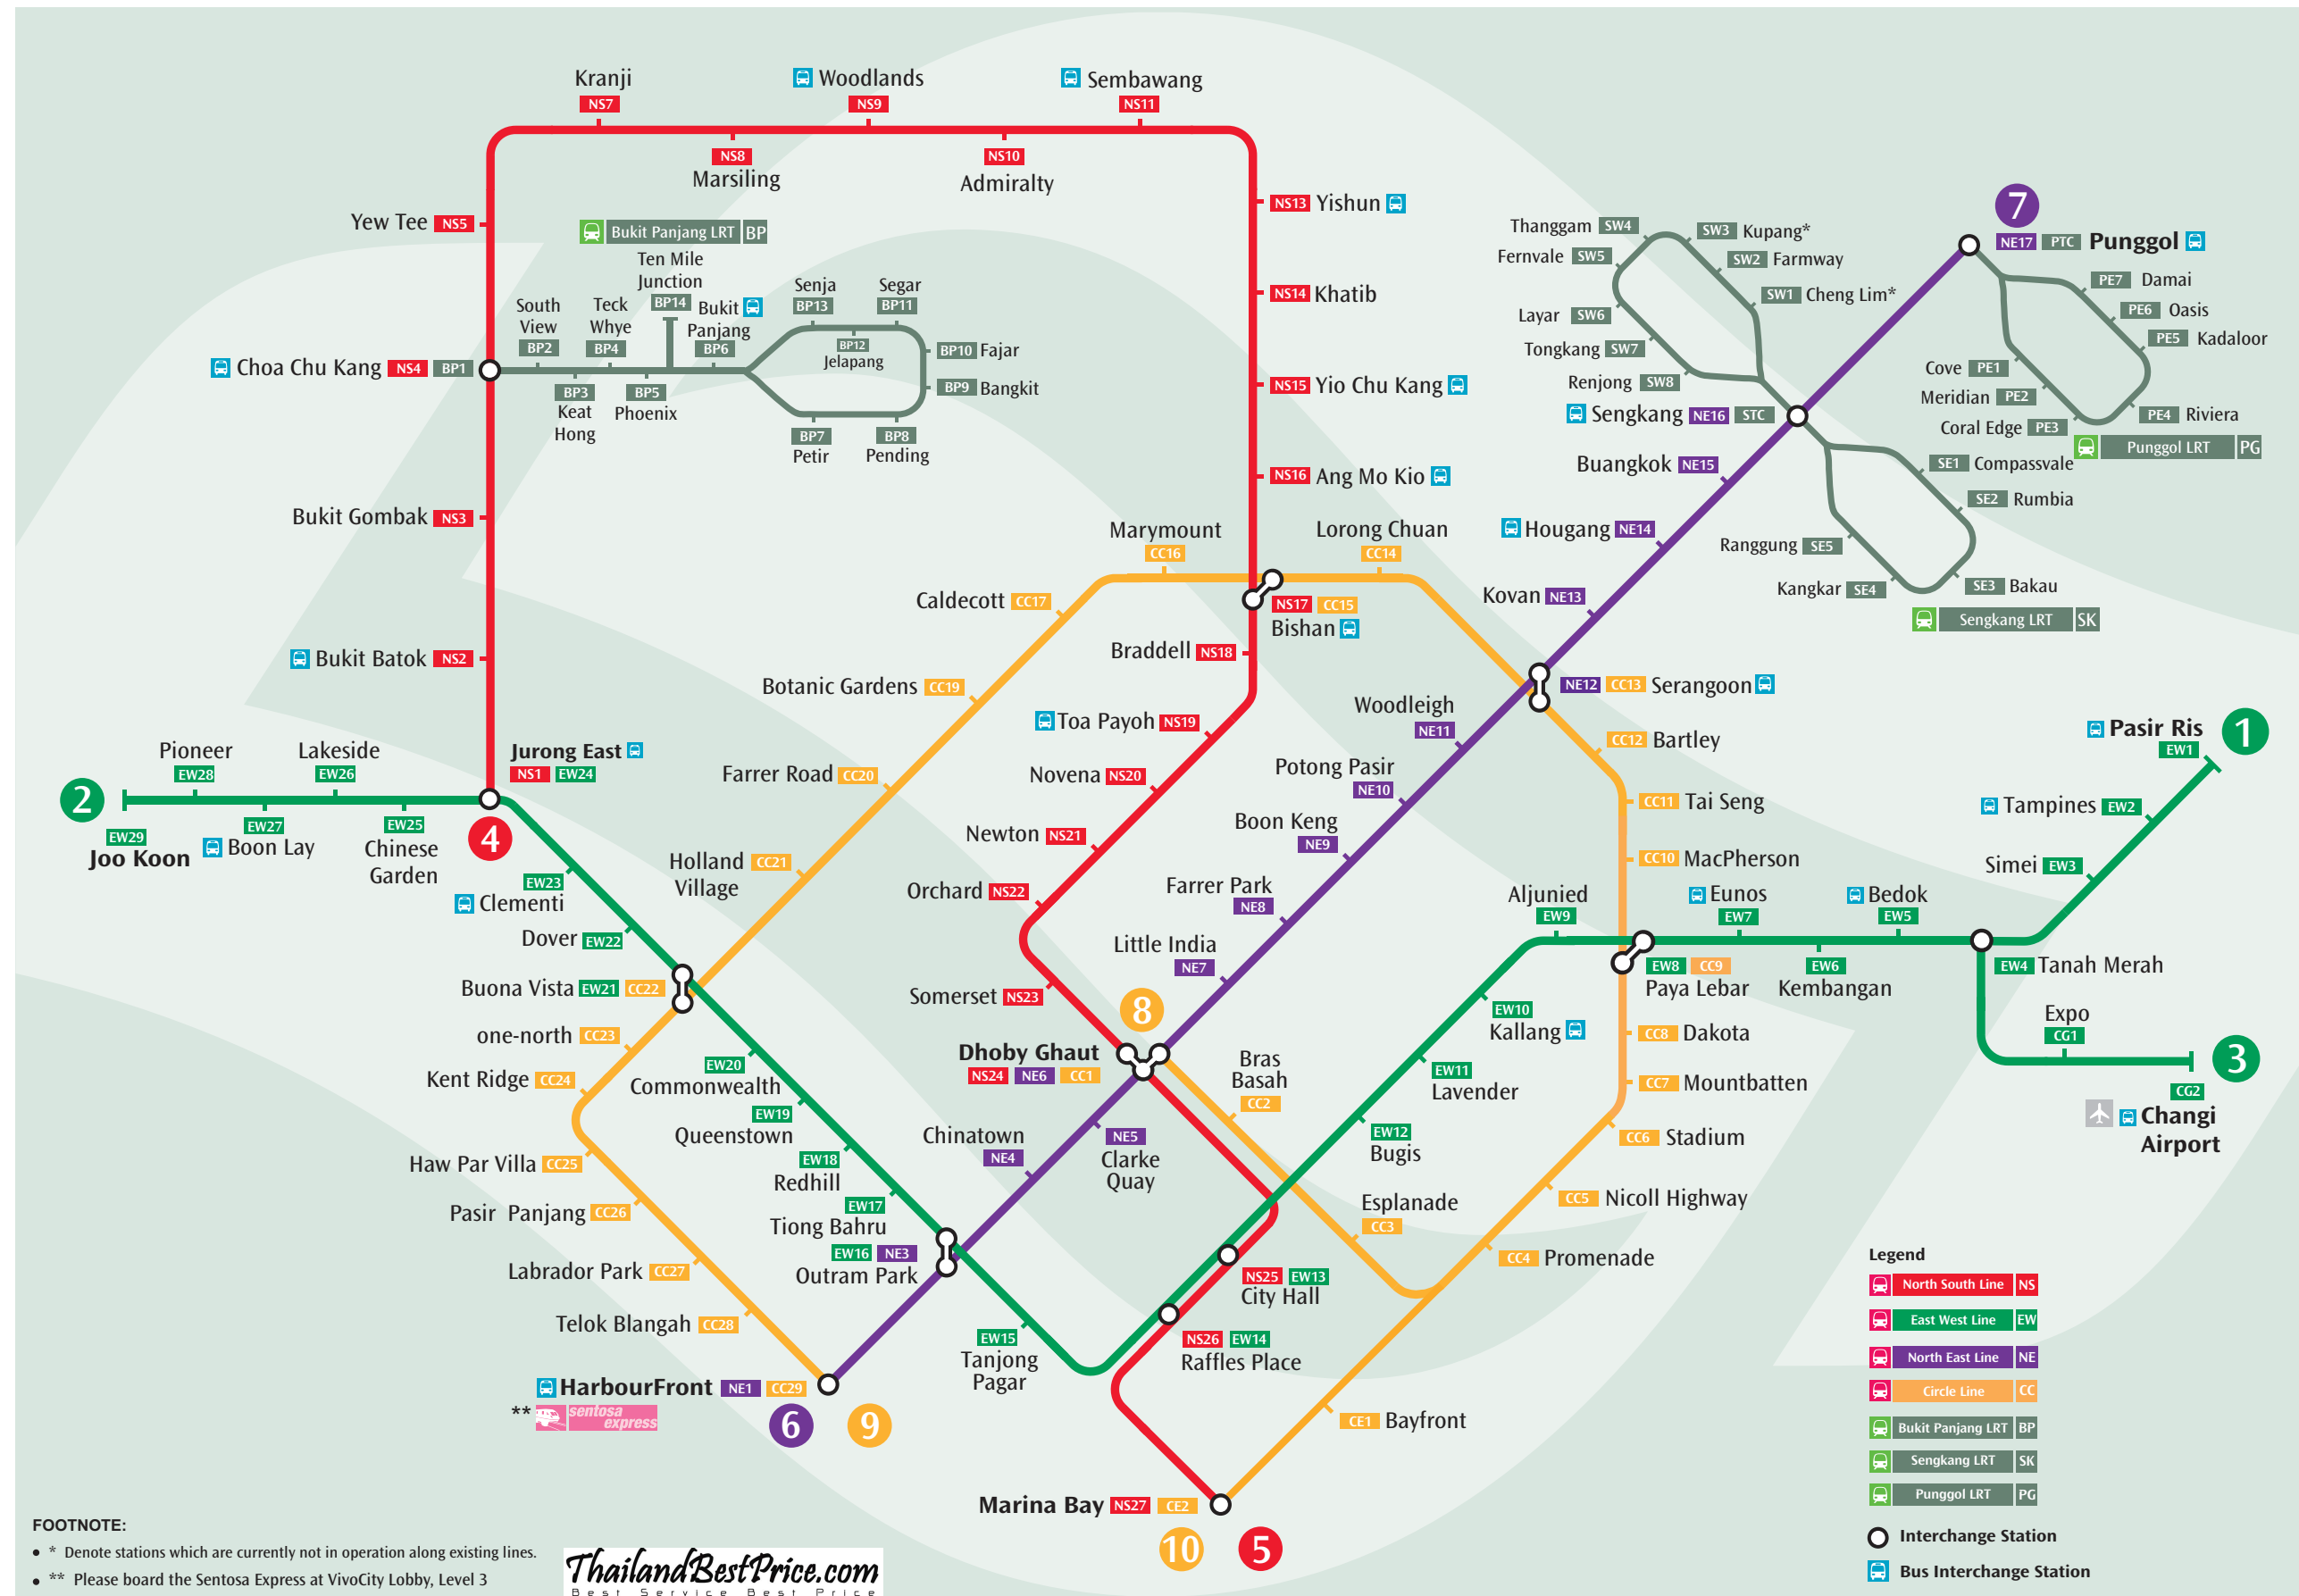 Kranji
NS7
Woodlands
NS9
Sembawang
NS11
NS8
Marsiling
NS10
Admiralty
Yew Tee NS5
Bukit Panjang LRT BP
Ten Mile
Junction
BP14
South
View
BP2
Teck
Whye
BP4
Bukit
Panjang
BP6
Senja
BP13
Segar
BP11
BP12
Jelapang
BP10 Fajar
BP9 Bangkit
Choa Chu Kang NS4 BP1
BP3
Keat
Hong
BP5
Phoenix
BP7
Petir
BP8
Pending
NS13 Yishun
NS14 Khatib
NS15 Yio Chu Kang
NS16 Ang Mo Kio
Thanggam SW4
SW3 Kupang*
Fernvale SW5
SW2 Farmway
SW1 Cheng Lim*
Layar SW6
Tongkang SW7
Renjong SW8
7
NE17 PTC Punggol
PE7 Damai
PE6 Oasis
PE5 Kadaloor
Cove PE1
Meridian PE2
PE4 Riviera
Coral Edge PE3
Punggol LRT PG
Sengkang NE16 STC
Buangkok NE15
SE1 Compassvale
SE2 Rumbia
Hougang NE14
Ranggung SE5
Kangkar SE4
SE3 Bakau
Sengkang LRT SK
Kovan NE13
Bukit Gombak NS3
Bukit Batok NS2
Marymount
CC16
Lorong Chuan
CC14
Caldecott CC17
NS17 CC15
Bishan
Braddell NS18
Botanic Gardens CC19
NE12 CC13 Serangoon
Toa Payoh NS19
Woodleigh
NE11
CC12 Bartley
Pasir Ris
EW1
1
Pioneer
EW28
Lakeside
EW26
Jurong East
NS1 EW24
Farrer Road CC20
Novena NS20
Potong Pasir
NE10
CC11 Tai Seng
Tampines EW2
2
EW29
Joo Koon
EW27
Boon Lay
EW25
Chinese
Garden
4
Newton NS21
Boon Keng
NE9
CC10 MacPherson
Simei EW3
Holland
Village
CC21
EW23
Clementi
Orchard NS22
Farrer Park
NE8
Aljunied
EW9
Eunos
EW7
Bedok
EW5
Dover EW22
Little India
NE7
EW8 CC9
Paya Lebar
EW6
Kembangan
EW4 Tanah Merah
Buona Vista EW21 CC22
Somerset NS23
8
EW10
Kallang
Expo
CG1
one-north CC23
CC8 Dakota
Dhoby Ghaut
NS24 NE6 CC1
Bras
Basah
CC2
3
Kent Ridge CC24
EW20
Commonwealth
EW11
Lavender
CC7 Mountbatten
CG2
Changi
Airport
EW19
Queenstown
Chinatown
NE4
NE5
Clarke
Quay
EW12
Bugis
CC6 Stadium
Haw Par Villa CC25
EW18
Redhill
Pasir Panjang CC26
EW17
Tiong Bahru
Esplanade
CC3
CC5 Nicoll Highway
EW16 NE3
Outram Park
Labrador Park CC27
NS25 EW13
City Hall
CC4 Promenade
Telok Blangah CC28
EW15
Tanjong
Pagar
NS26 EW14
Raffles Place
HarbourFront NE1 CC29
** sentosa
express
6
9
CE1 Bayfront
Marina Bay NS27 CE2
10
5
Legend
North South Line NS
East West Line EW
North East Line NE
Circle Line CC
Bukit Panjang LRT BP
Sengkang LRT SK
Punggol LRT PG
Interchange Station
Bus Interchange Station
FOOTNOTE:
• * Denote stations which are currently not in operation along existing lines.
• ** Please board the Sentosa Express at VivoCity Lobby, Level 3
ThailandBestPrice.com
Best Service Best Price